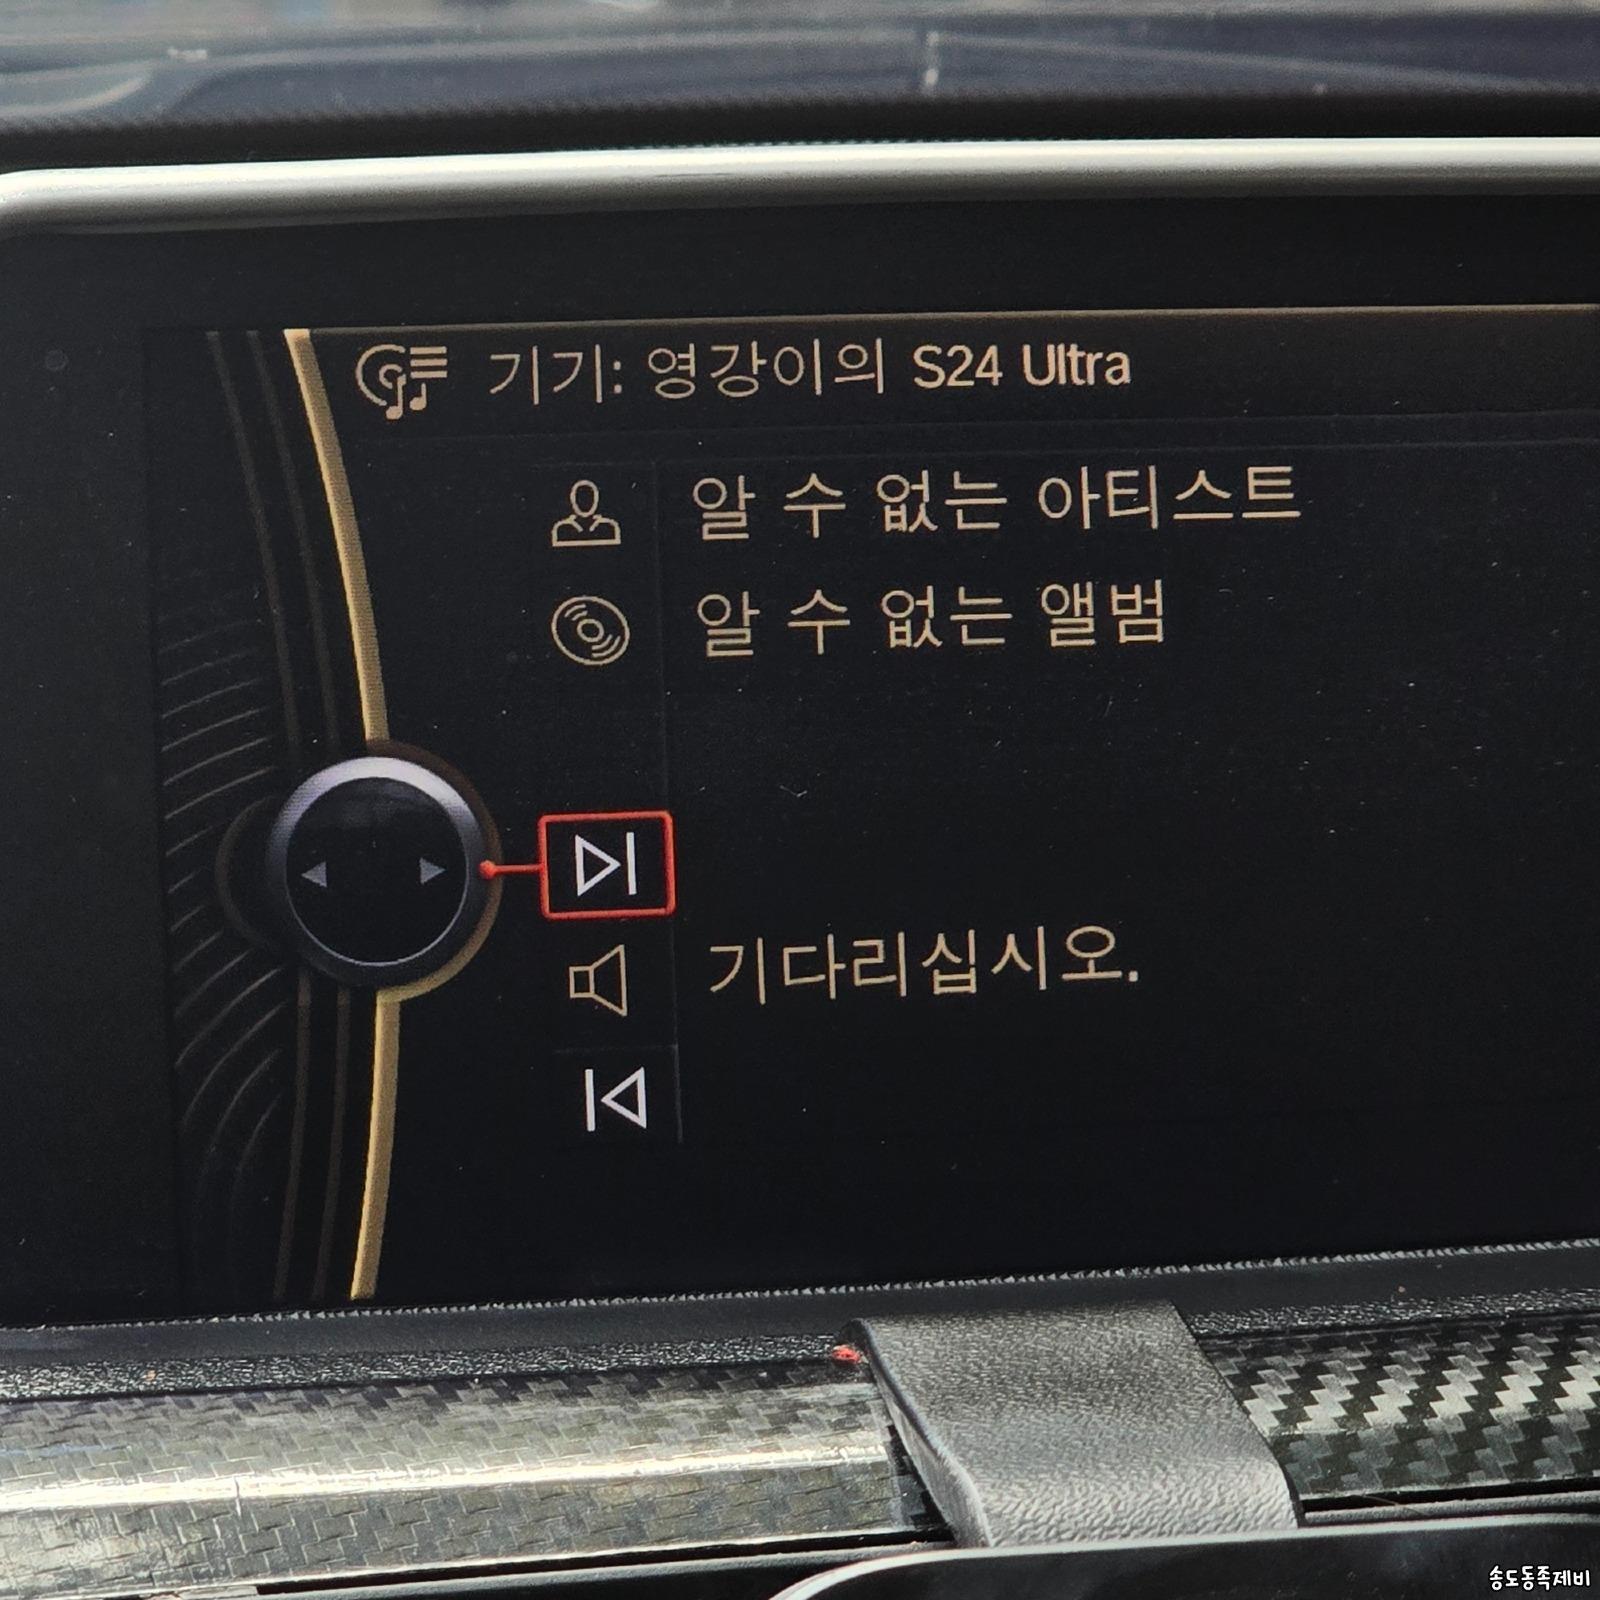 기기: 영강이의 S24 Ultra
알 수 없는 아티스트
알 수 없는 앨범
기다리십시오.
송도동족제비